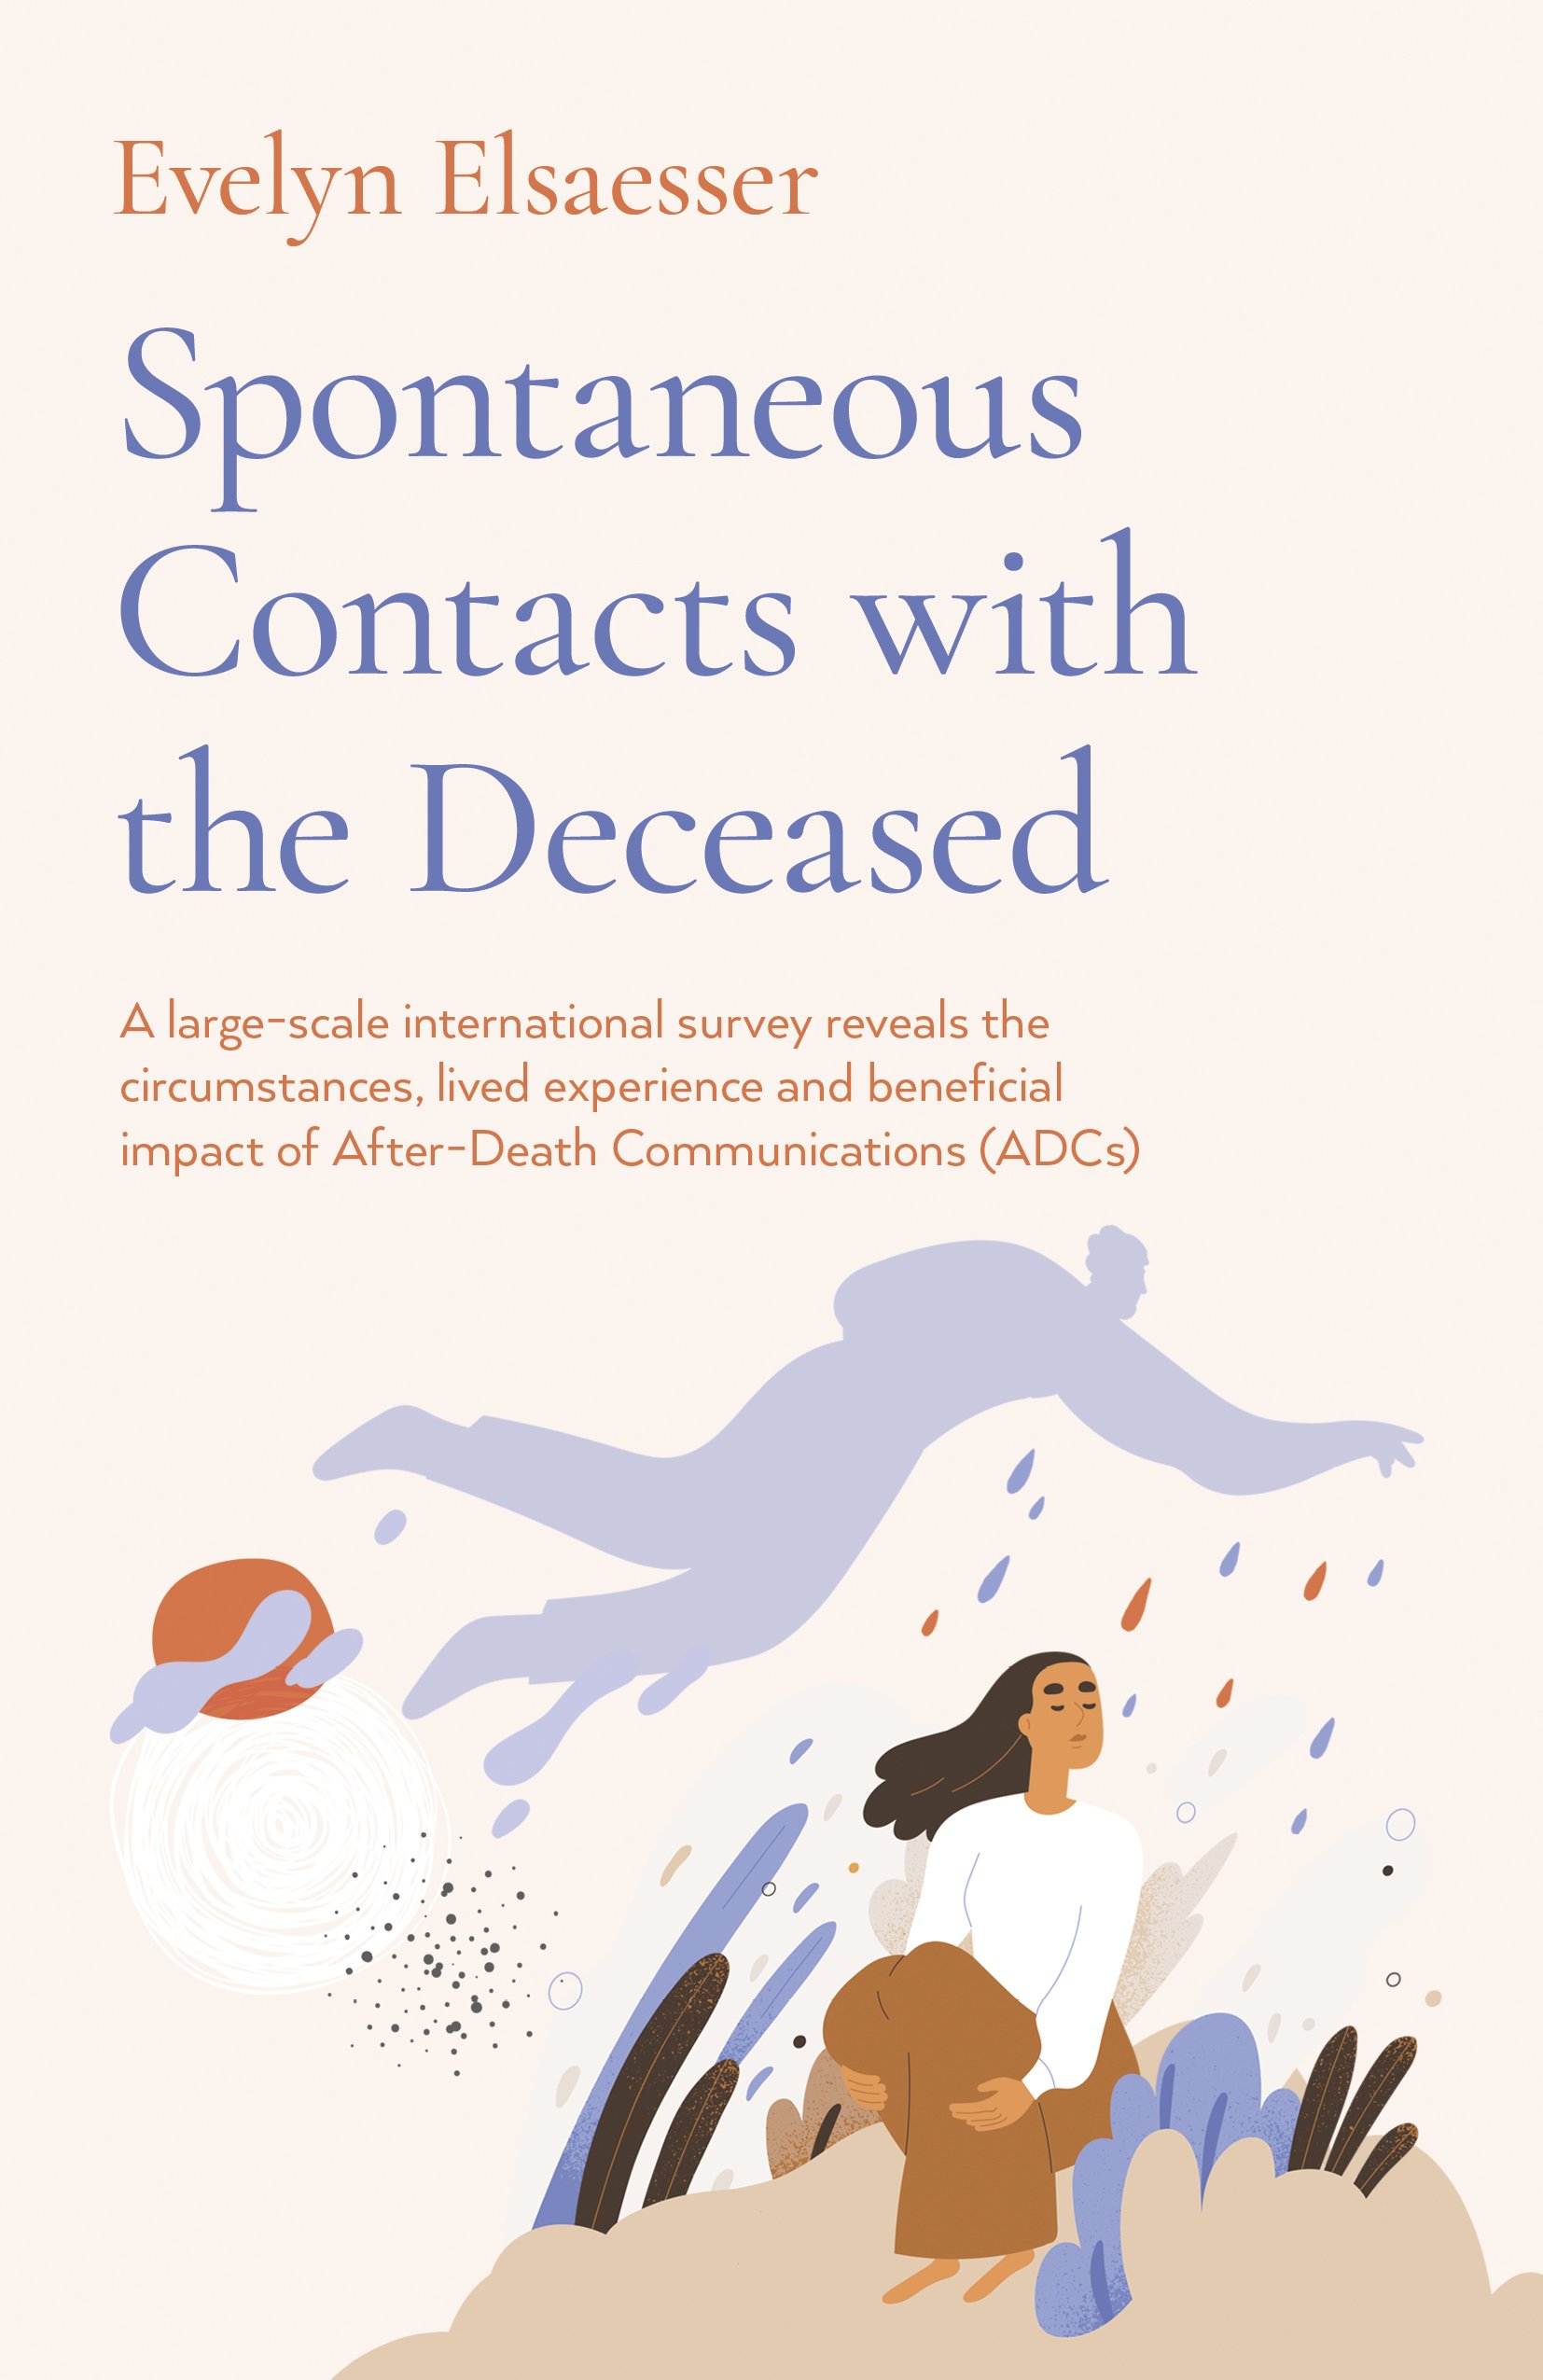 Evelyn Elsaesser
Spontaneous
Contacts with
the Deceased
A large-scale international survey reveals the
circumstances, lived experience and beneficial
impact of After-Death Communications (ADCs)